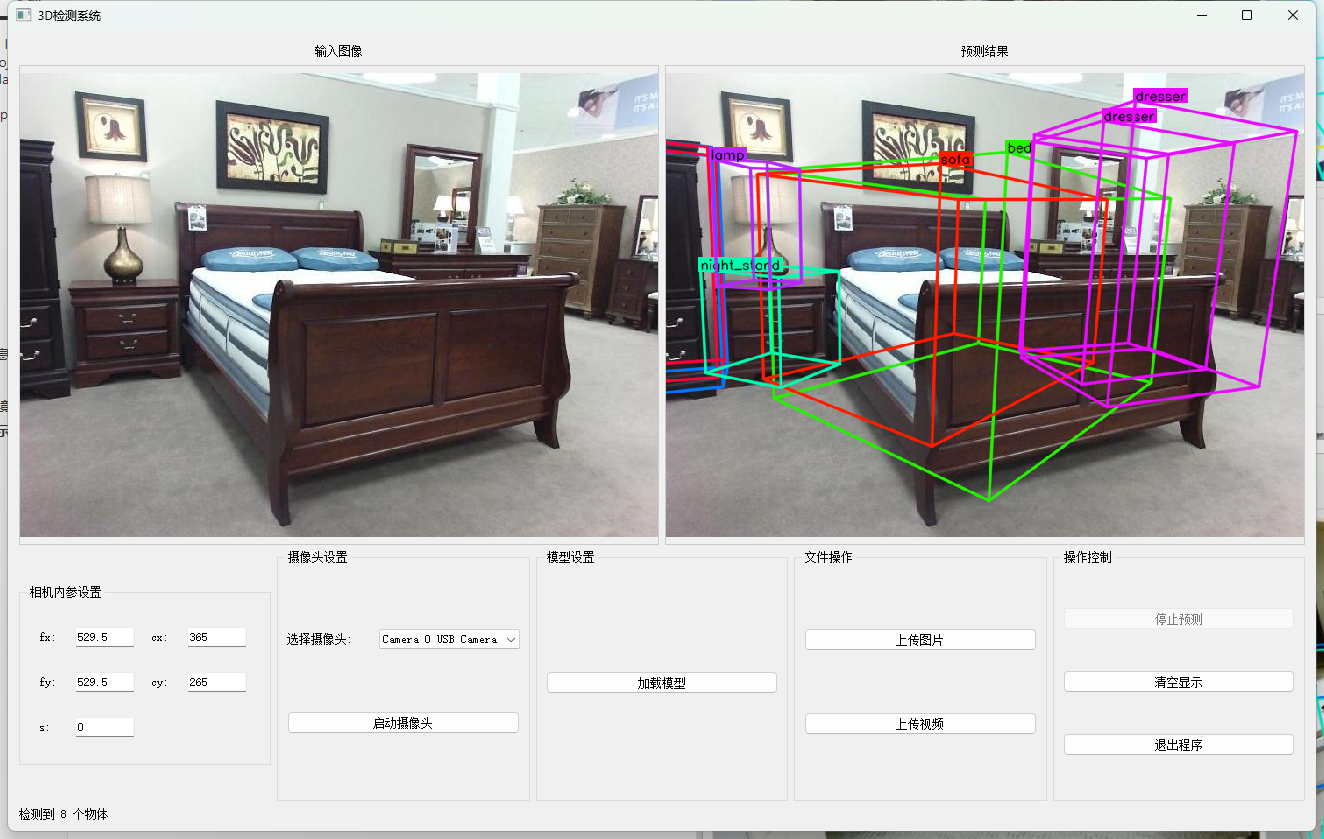 3D检测系统
输入图像
预测结果
IT'S M
IT'S A
dresser
dresser
bed
sofa
lamp
night_stand
相机内参设置
fx: 529.5 cx: 365
fy: 529.5 cy: 265
s: 0
摄像头设置
选择摄像头: Camera 0 USB Camera
启动摄像头
模型设置
加载模型
文件操作
上传图片
上传视频
操作控制
停止预测
清空显示
退出程序
检测到 8 个物体